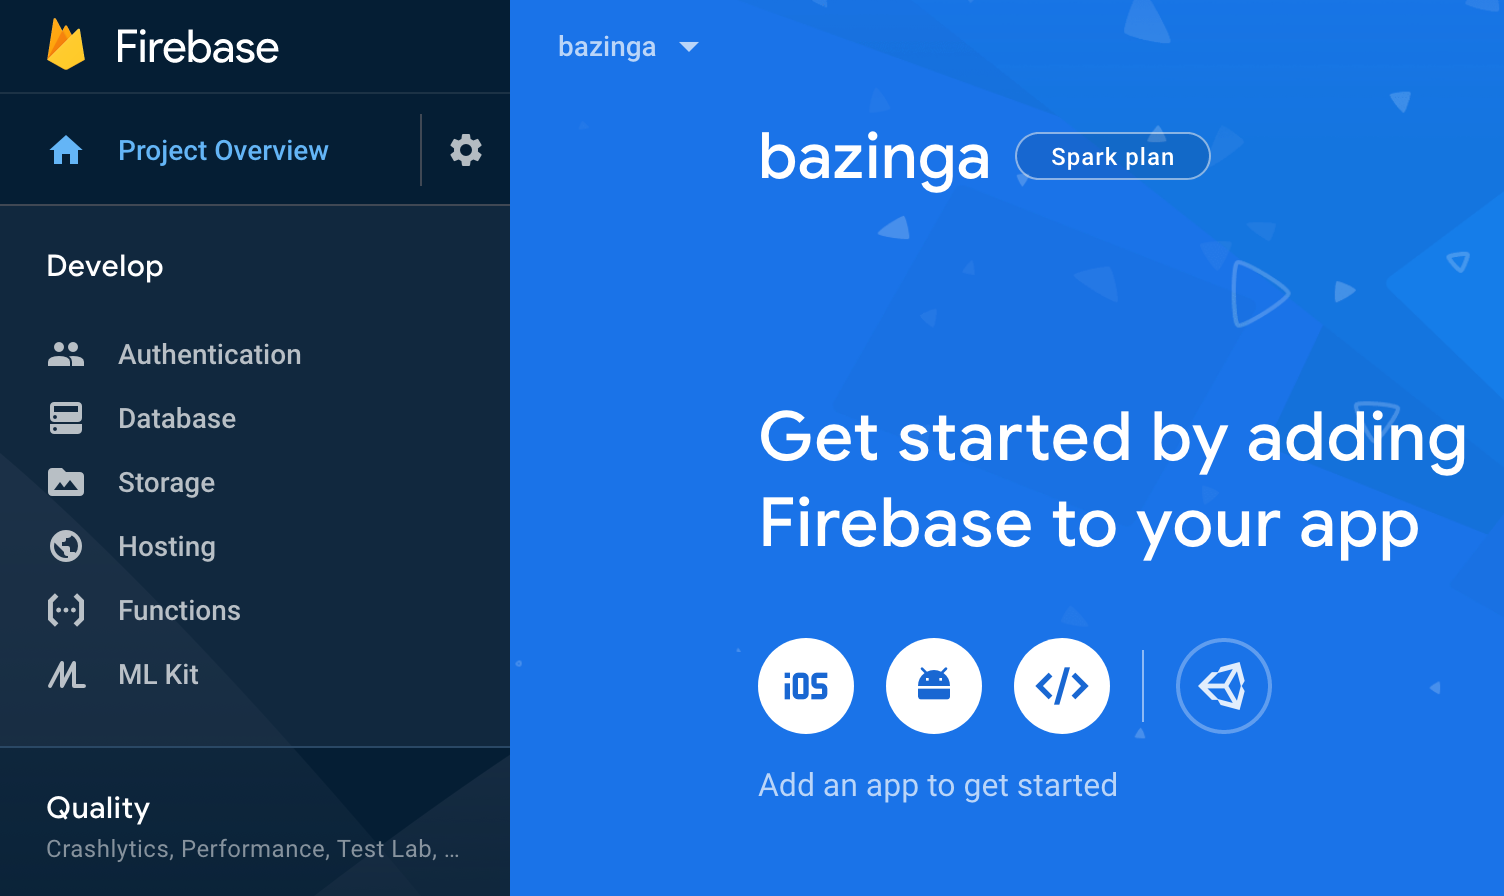 Firebase
Project Overview
Develop
Authentication
Database
Storage
Hosting
Functions
ML Kit
Quality
Crashlytics, Performance, Test Lab, ...
bazinga
bazinga
Spark plan
Get started by adding
Firebase to your app
iOS
Add an app to get started